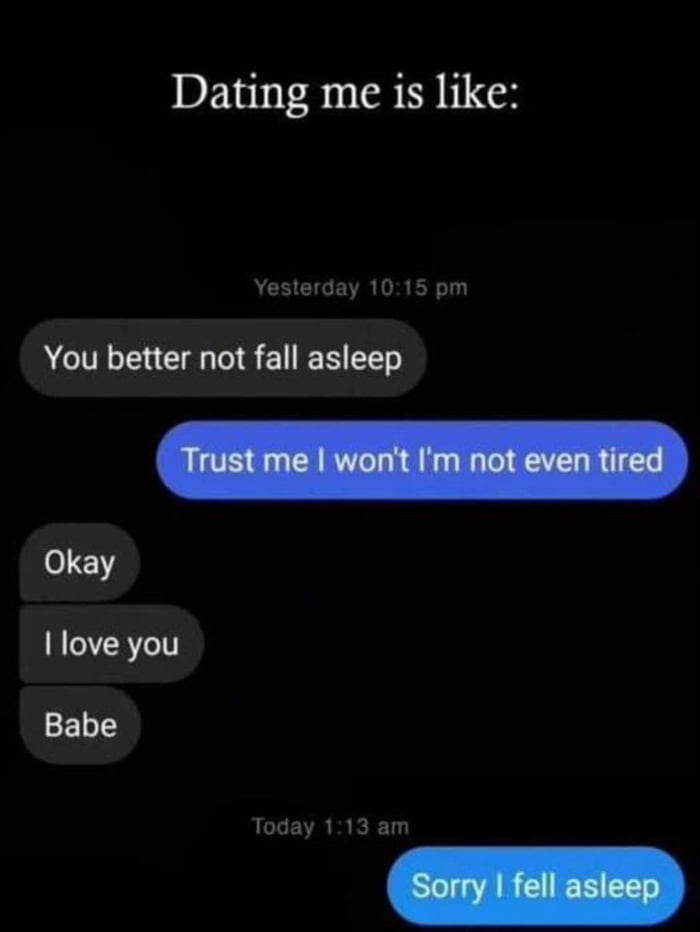 Dating me is like:
Yesterday 10:15 pm
You better not fall asleep
Trust me I won't I'm not even tired
Okay
I love you
Babe
Today 1:13 am
Sorry I fell asleep